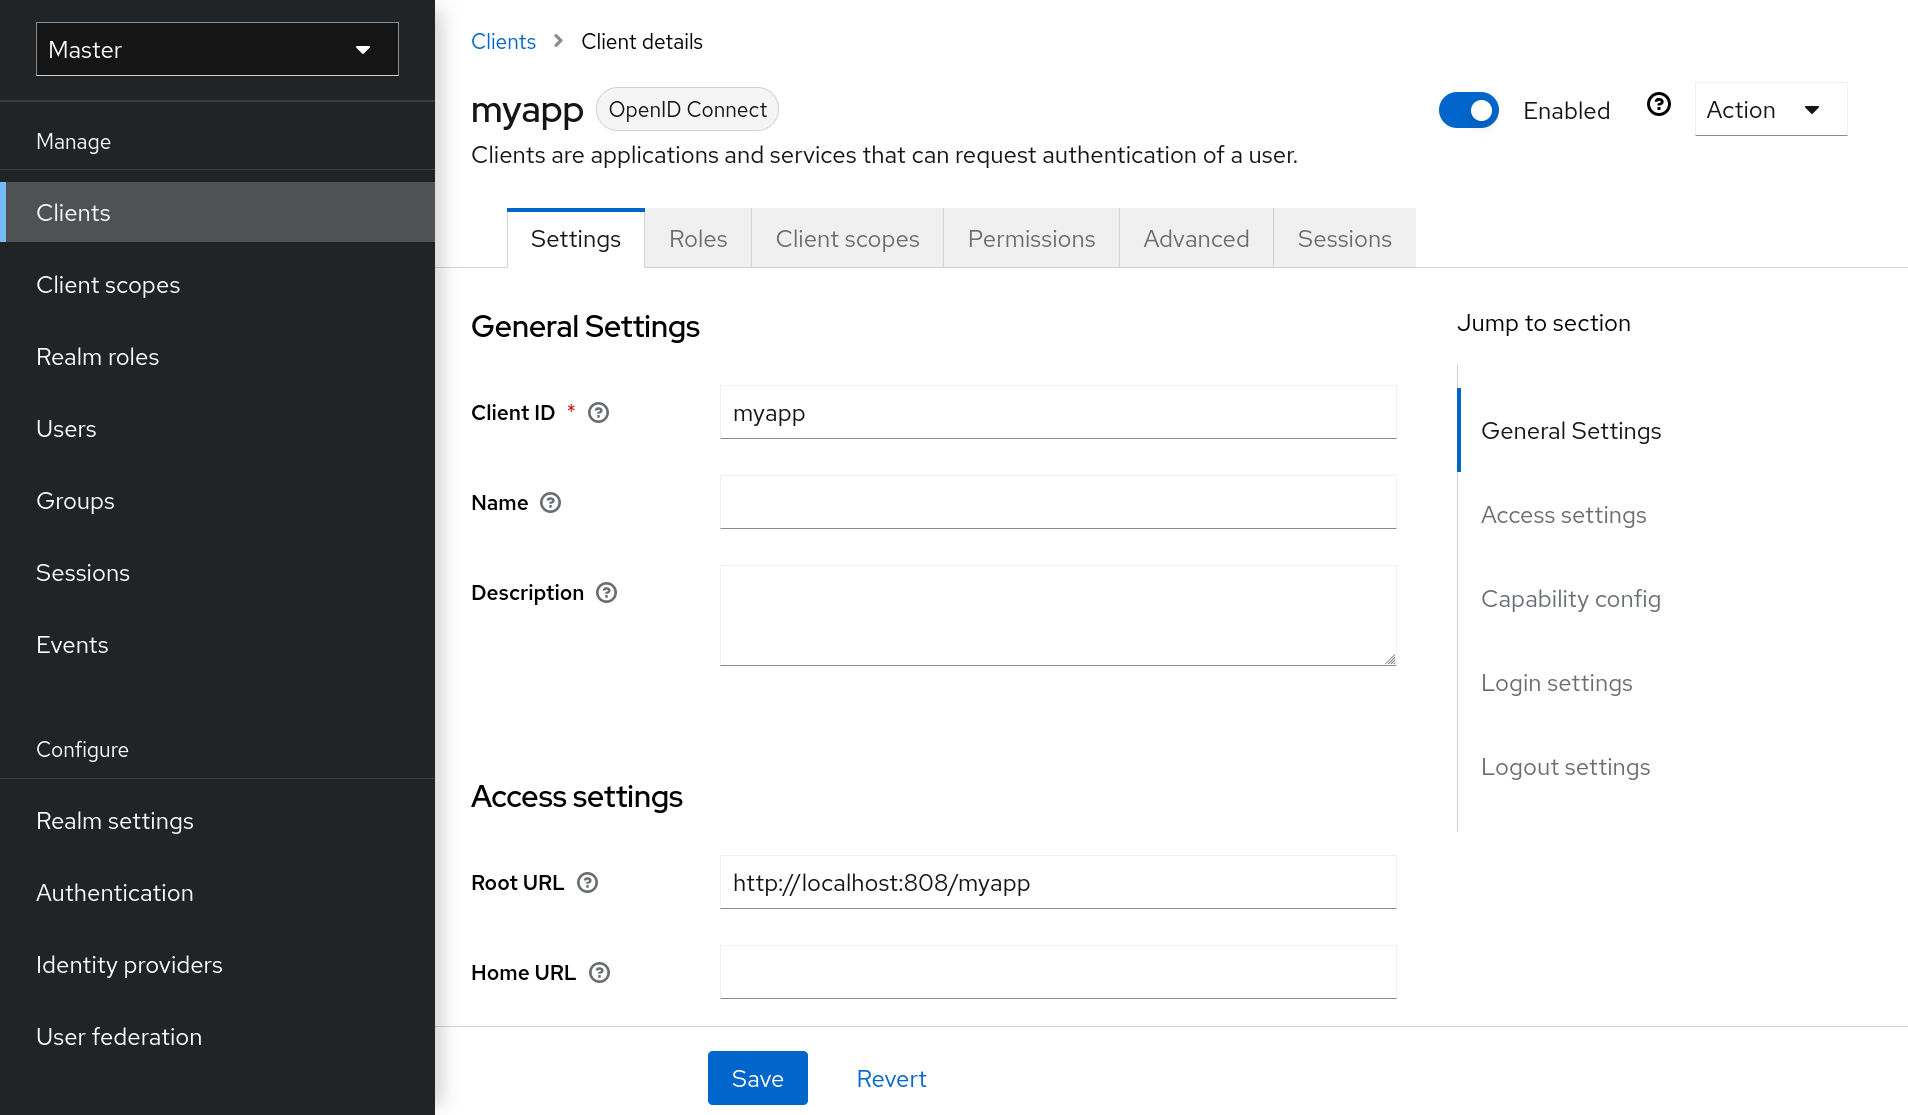 Master
Manage
Clients
Client scopes
Realm roles
Users
Groups
Sessions
Events
Configure
Realm settings
Authentication
Identity providers
User federation
Clients Client details
myapp OpenID Connect
Enabled
Action
Clients are applications and services that can request authentication of a user.
Settings Roles Client scopes Permissions Advanced Sessions
General Settings
Client ID * myapp
Name
Description
Access settings
Root URL http://localhost:808/myapp
Home URL
Jump to section
General Settings
Access settings
Capability config
Login settings
Logout settings
Save Revert